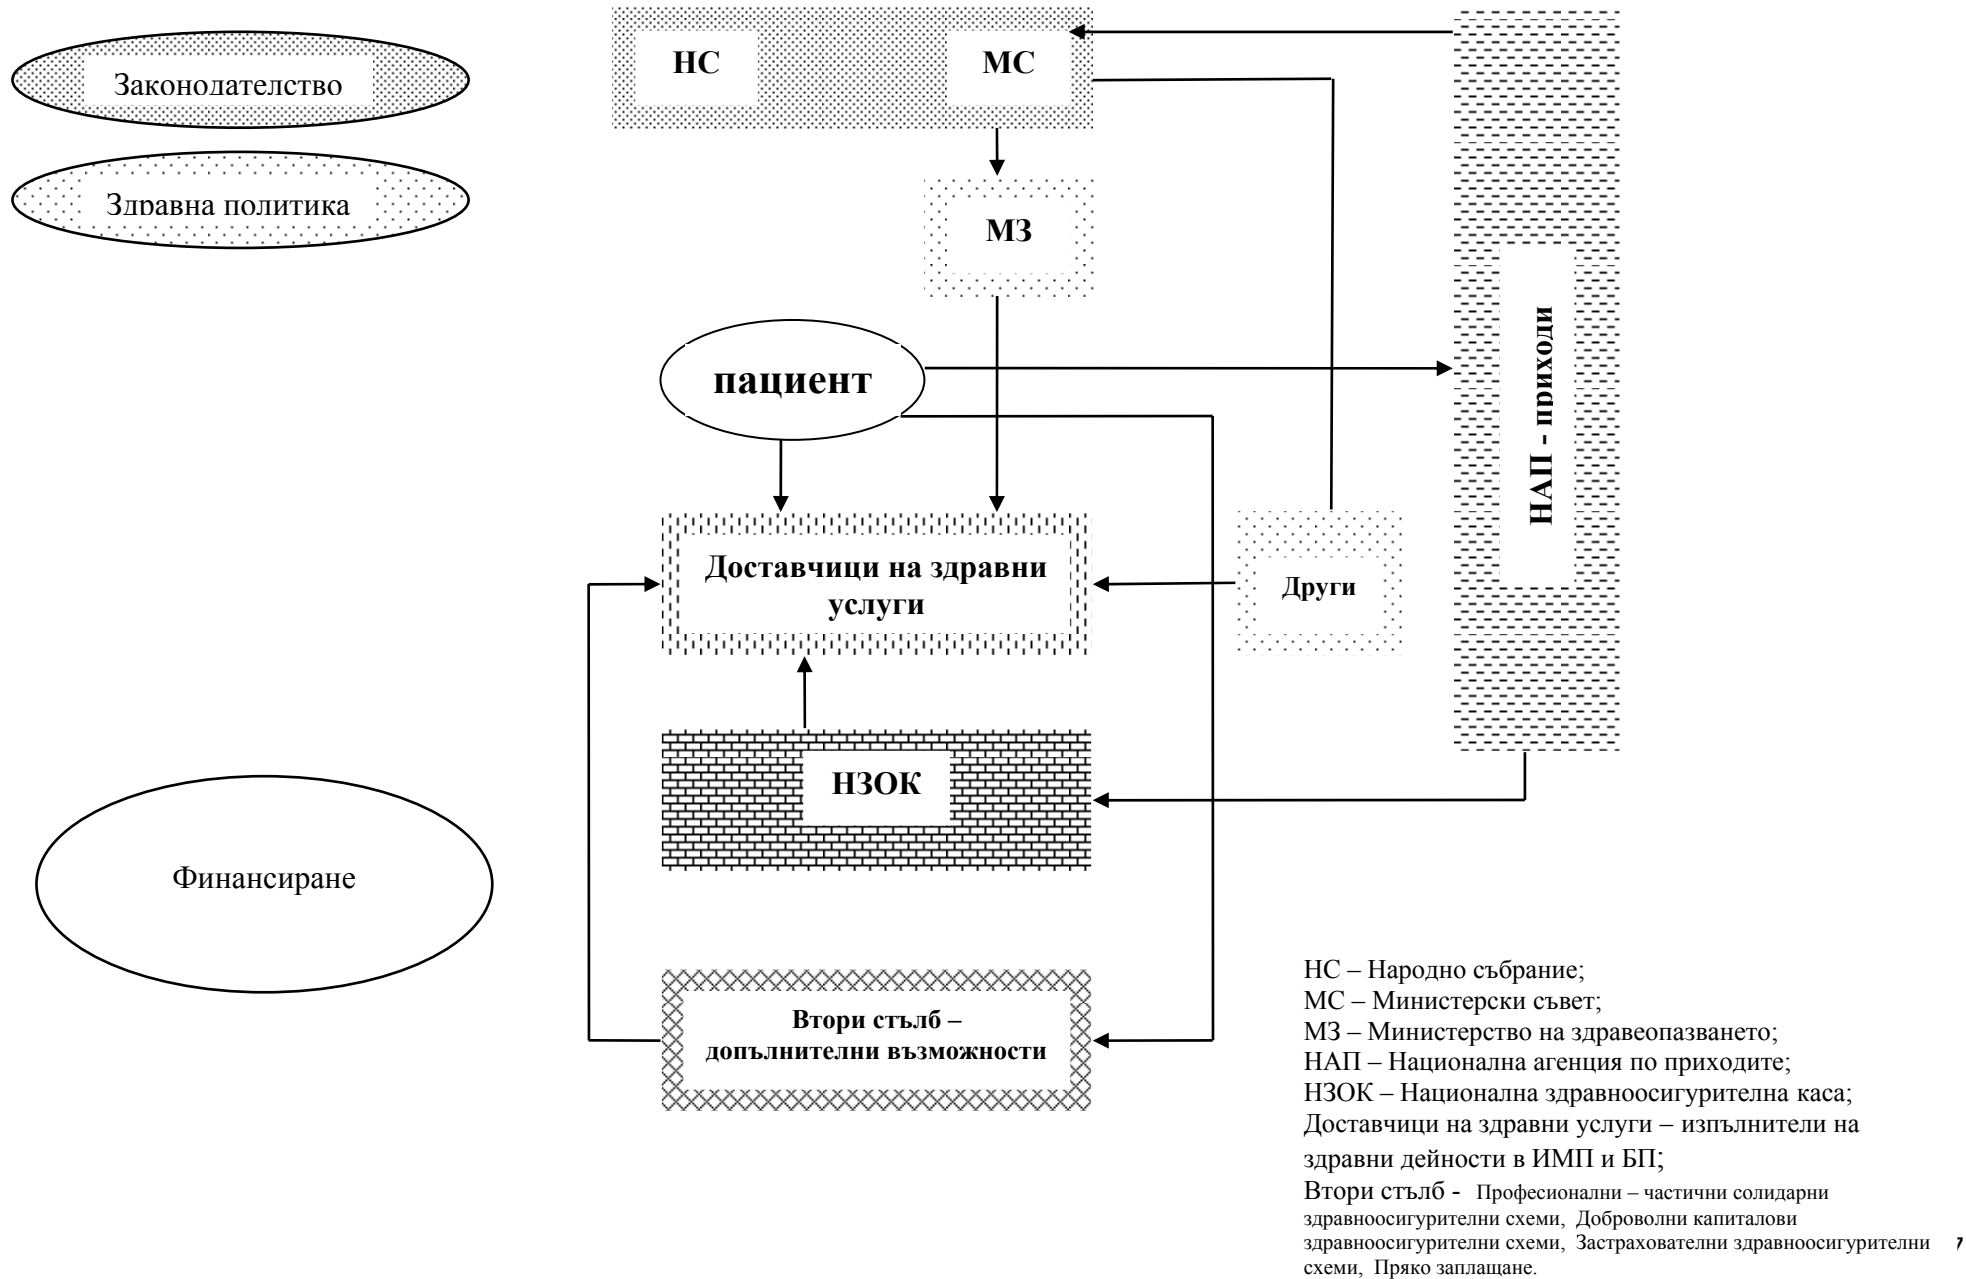 Законодателство
Здравна политика
НС
МС
МЗ
пациент
НАП - приходи
Доставчици на здравни
услуги
Други
НЗОК
Финансиране
Втори стълб –
допълнителни възможности
НС – Народно събрание;
МС – Министерски съвет;
МЗ – Министерство на здравеопазването;
НАП – Национална агенция по приходите;
НЗОК – Национална здравноосигурителна каса;
Доставчици на здравни услуги – изпълнители на
здравни дейности в ИМП и БП;
Втори стълб - Професионални – частични солидарни
здравноосигурителни схеми, Доброволни капиталови
здравноосигурителни схеми, Застрахователни здравноосигурителни
схеми, Пряко заплащане.
7